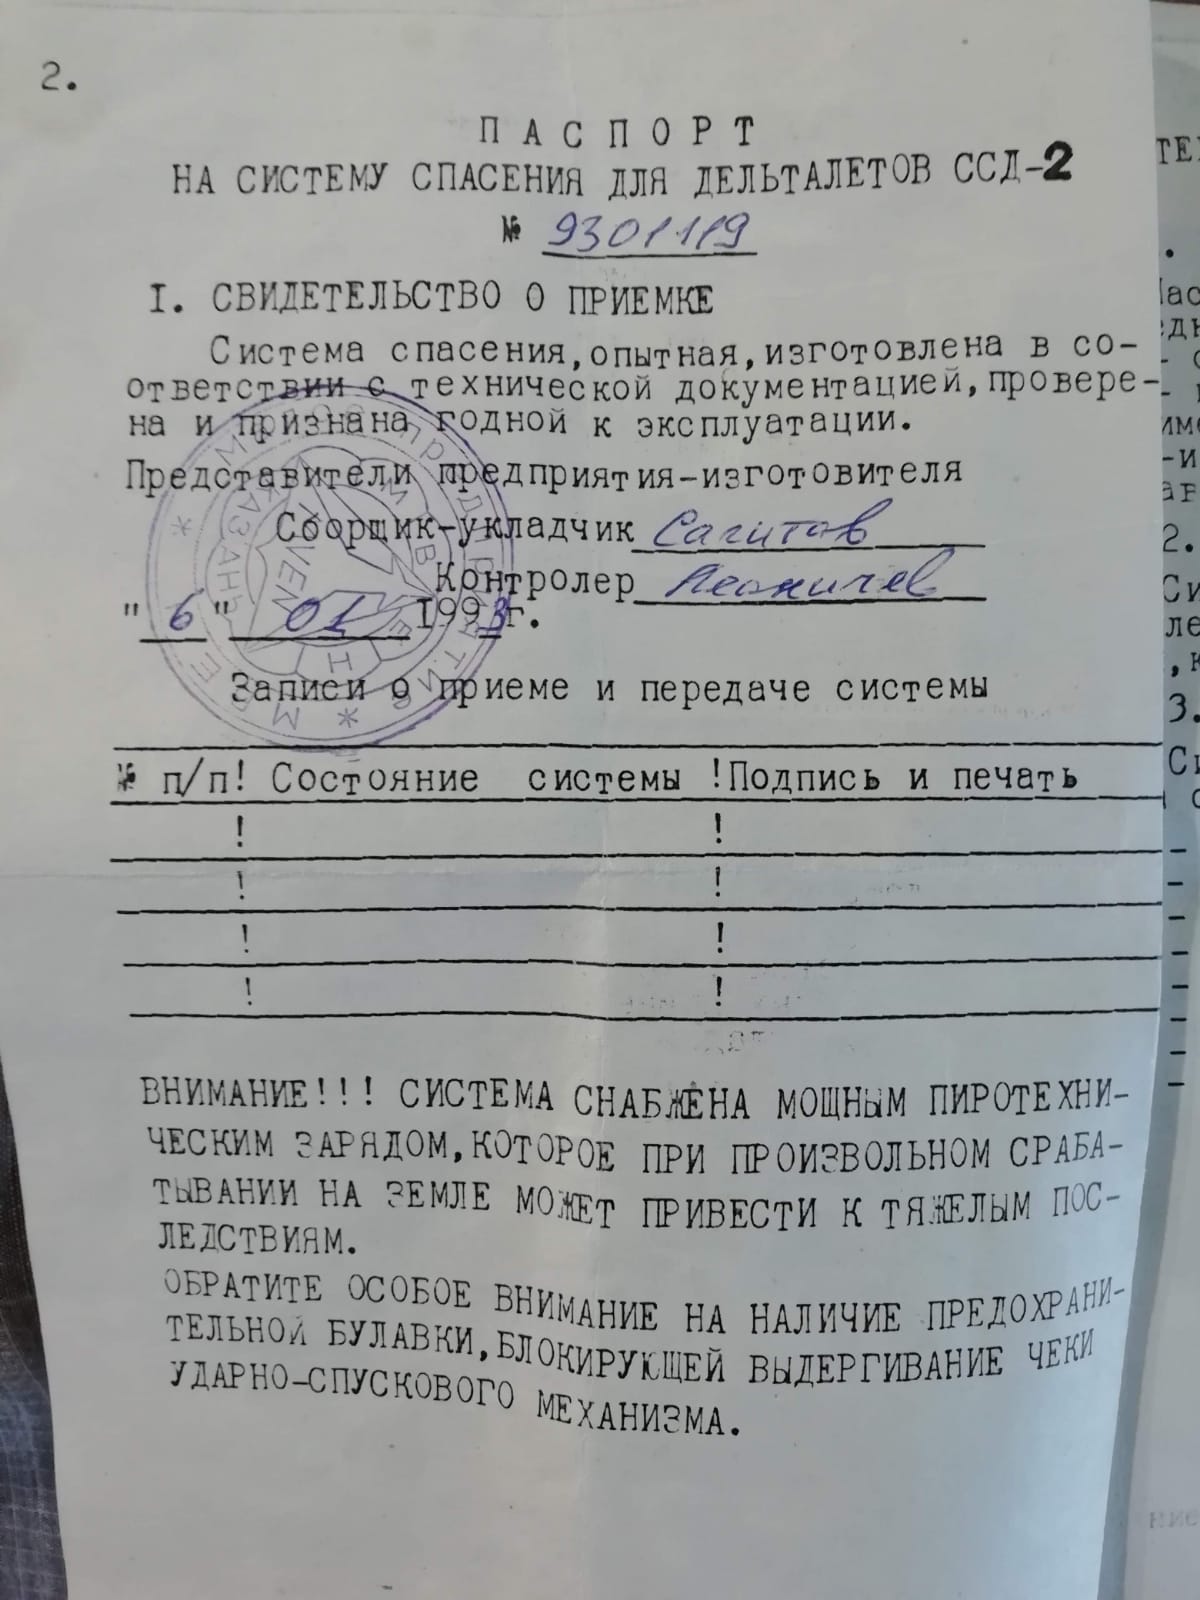 2.
ПАСПОРТ
НА СИСТЕМУ СПАСЕНИЯ ДЛЯ ДЕЛЬТАЛЕТОВ ССД-2
№ 9301119
I. СВИДЕТЕЛЬСТВО О ПРИЕМКЕ
Система спасения,опытная,изготовлена в со-
ответствии с технической документацией,провере-
на и признана годной к эксплуатации.
Представители предприятия-изготовителя
Сборщик-укладчик Сагитов
Контролер
"6" 01 1993г.
КАЗАНЬ
Записи о приеме и передаче системы
№ п/п! Состояние системы !Подпись и печать
! !
! !
! !
! !
ВНИМАНИЕ!!! СИСТЕМА СНАБЖЕНА МОЩНЫМ ПИРОТЕХНИ-
ЧЕСКИМ ЗАРЯДОМ,КОТОРОЕ ПРИ ПРОИЗВОЛЬНОМ СРАБА-
ТЫВАНИИ НА ЗЕМЛЕ МОЖЕТ ПРИВЕСТИ К ТЯЖЕЛЫМ ПОС-
ЛЕДСТВИЯМ.
ОБРАТИТЕ ОСОБОЕ ВНИМАНИЕ НА НАЛИЧИЕ ПРЕДОХРАНИ-
ТЕЛЬНОЙ БУЛАВКИ,БЛОКИРУЮЩЕЙ ВЫДЕРГИВАНИЕ ЧЕКИ
УДАРНО-СПУСКОВОГО МЕХАНИЗМА.
2.
3.